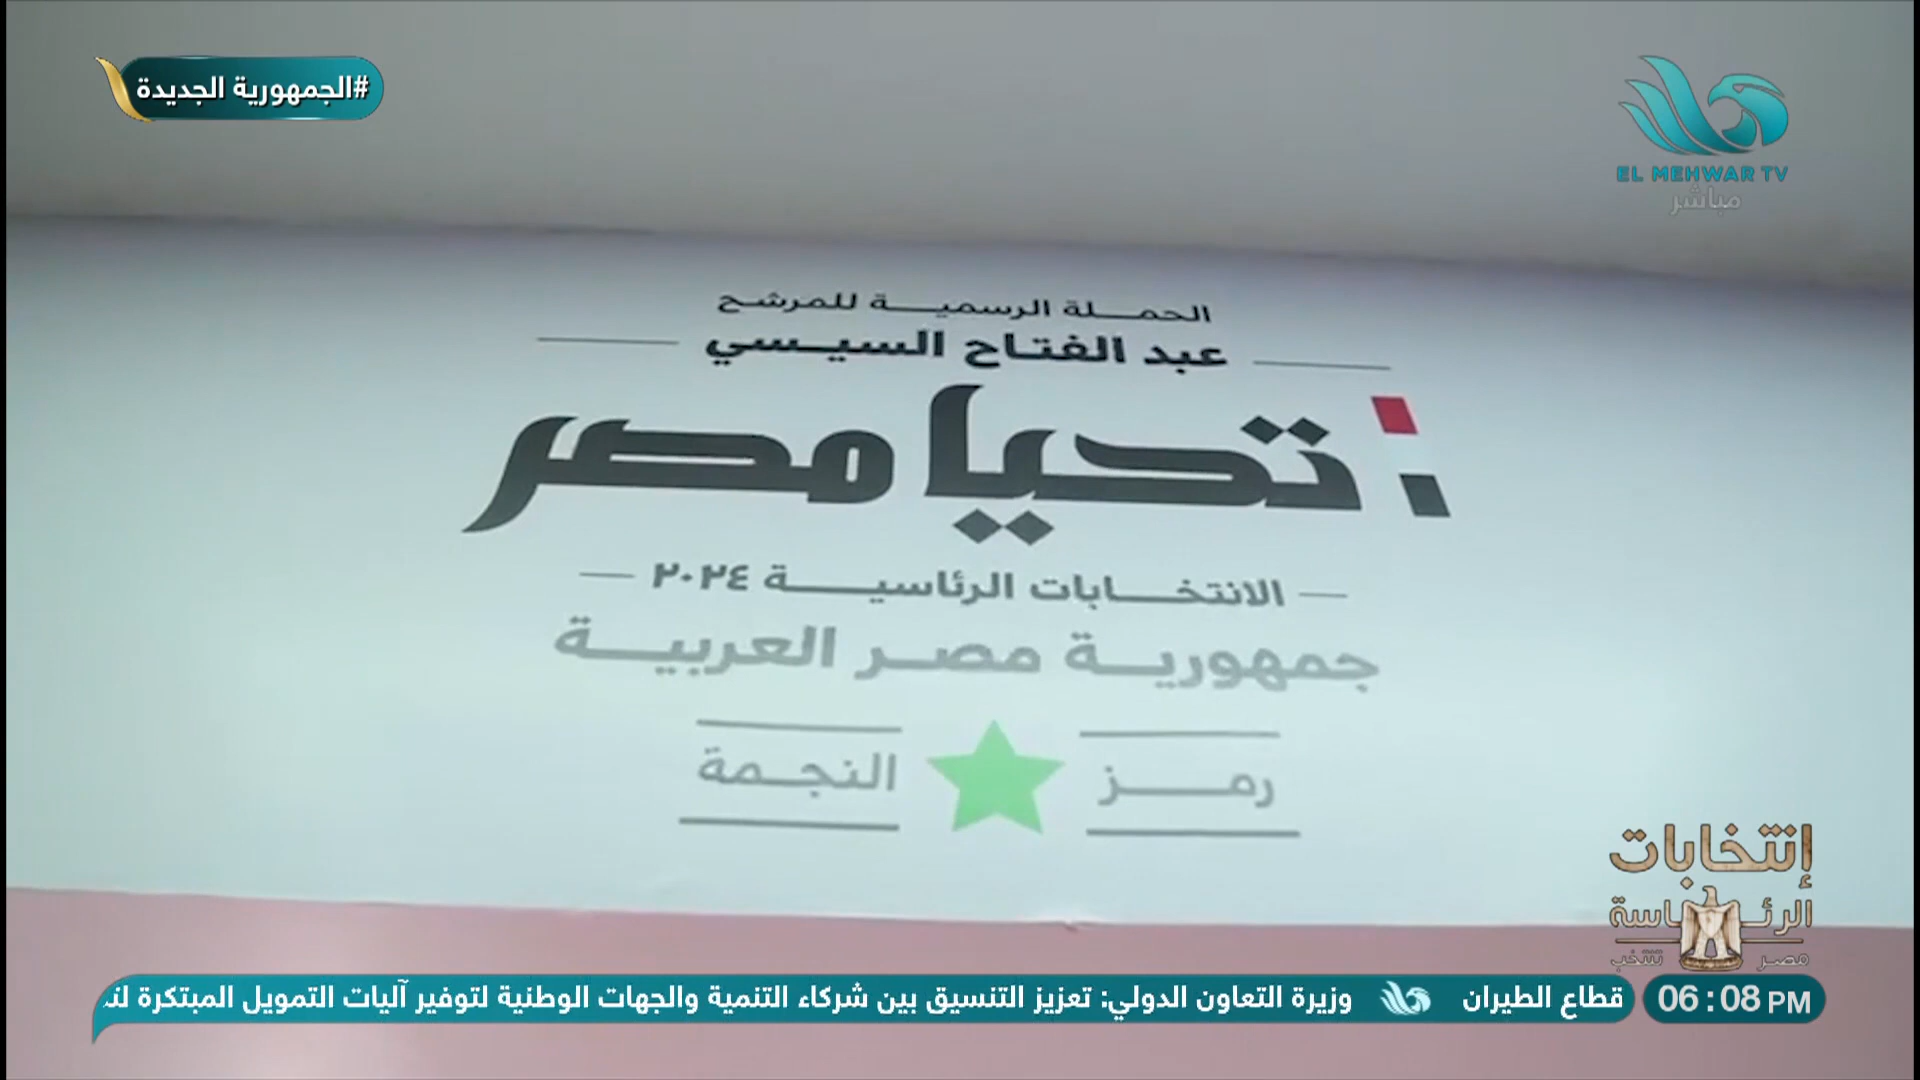 #الجمهورية الجديدة
EL MEHWAR TV
مباشر
الحملة الرسمية للمرشح
عبد الفتاح السيسي
تحيا مصر
الانتخابات الرئاسية ٢٠٢٤
جمهورية مصر العربية
رمز النجمة
إنتخابات
الرئاسة
مصر تنتخب
قطاع الطيران وزيرة التعاون الدولي: تعزيز التنسيق بين شركاء التنمية والجهات الوطنية لتوفير آليات التمويل المبتكرة
06:08 PM